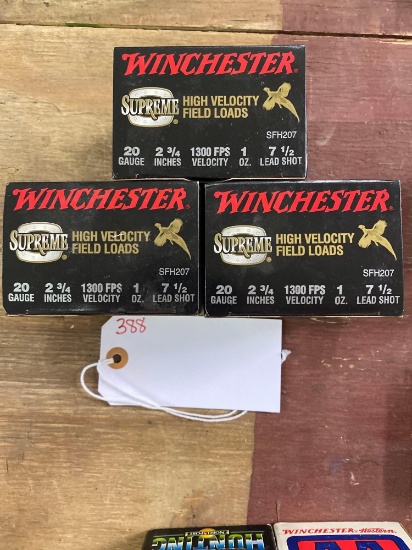 WINCHESTER
SUPREME HIGH VELOCITY
FIELD LOADS
SFH207
20 2 3/4 1300 FPS 1 7 1/2
GAUGE INCHES VELOCITY OZ. LEAD SHOT
WINCHESTER
SUPREME HIGH VELOCITY
FIELD LOADS
SFH207
20 2 3/4 1300 FPS 1 7 1/2
GAUGE INCHES VELOCITY OZ. LEAD SHOT
WINCHESTER
SUPREME HIGH VELOCITY
FIELD LOADS
SFH207
20 2 3/4 1300 FPS 1 7 1/2
GAUGE INCHES VELOCITY OZ. LEAD SHOT
388
HUNTING
WINCHESTER Western